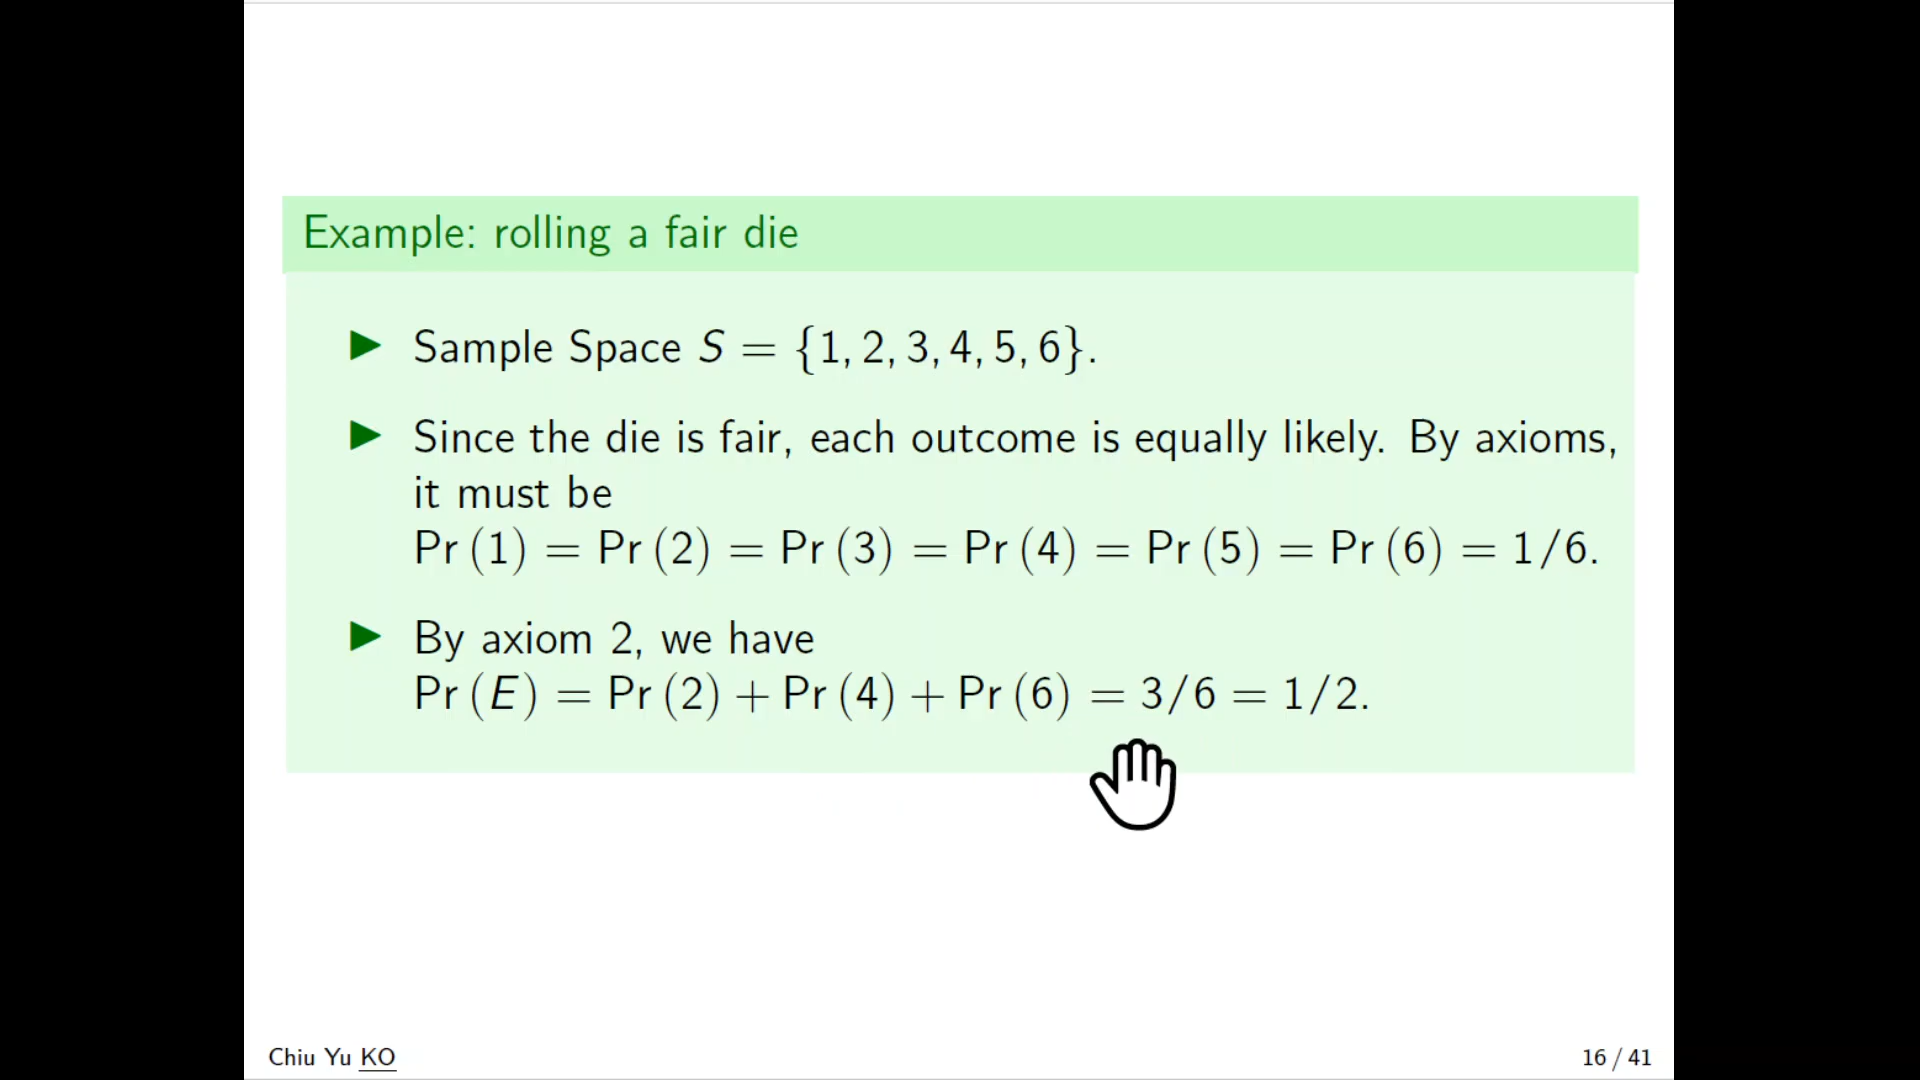 Example: rolling a fair die
▶ Sample Space S = {1, 2, 3, 4, 5, 6}.
▶ Since the die is fair, each outcome is equally likely. By axioms,
it must be
Pr (1) = Pr (2) = Pr (3) = Pr (4) = Pr (5) = Pr (6) = 1/6.
▶ By axiom 2, we have
Pr (E) = Pr (2) + Pr (4) + Pr (6) = 3/6 = 1/2.
Chiu Yu KO
16 / 41